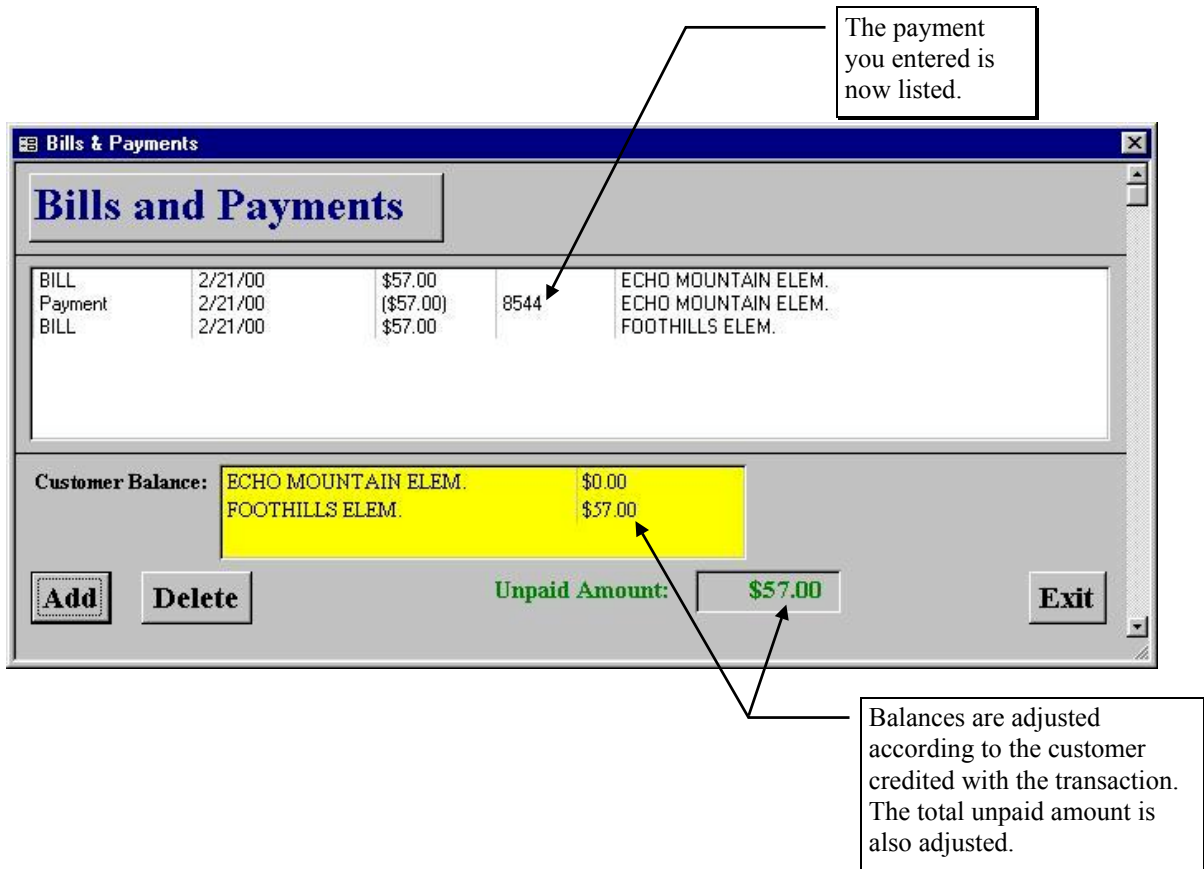 The payment
you entered is
now listed.
Bills & Payments
Bills and Payments
BILL 2/21/00 $57.00 ECHO MOUNTAIN ELEM.
Payment 2/21/00 ($57.00) 8544 ECHO MOUNTAIN ELEM.
BILL 2/21/00 $57.00 FOOTHILLS ELEM.
Customer Balance: ECHO MOUNTAIN ELEM. $0.00
FOOTHILLS ELEM. $57.00
Add Delete Unpaid Amount: $57.00 Exit
Balances are adjusted
according to the customer
credited with the transaction.
The total unpaid amount is
also adjusted.